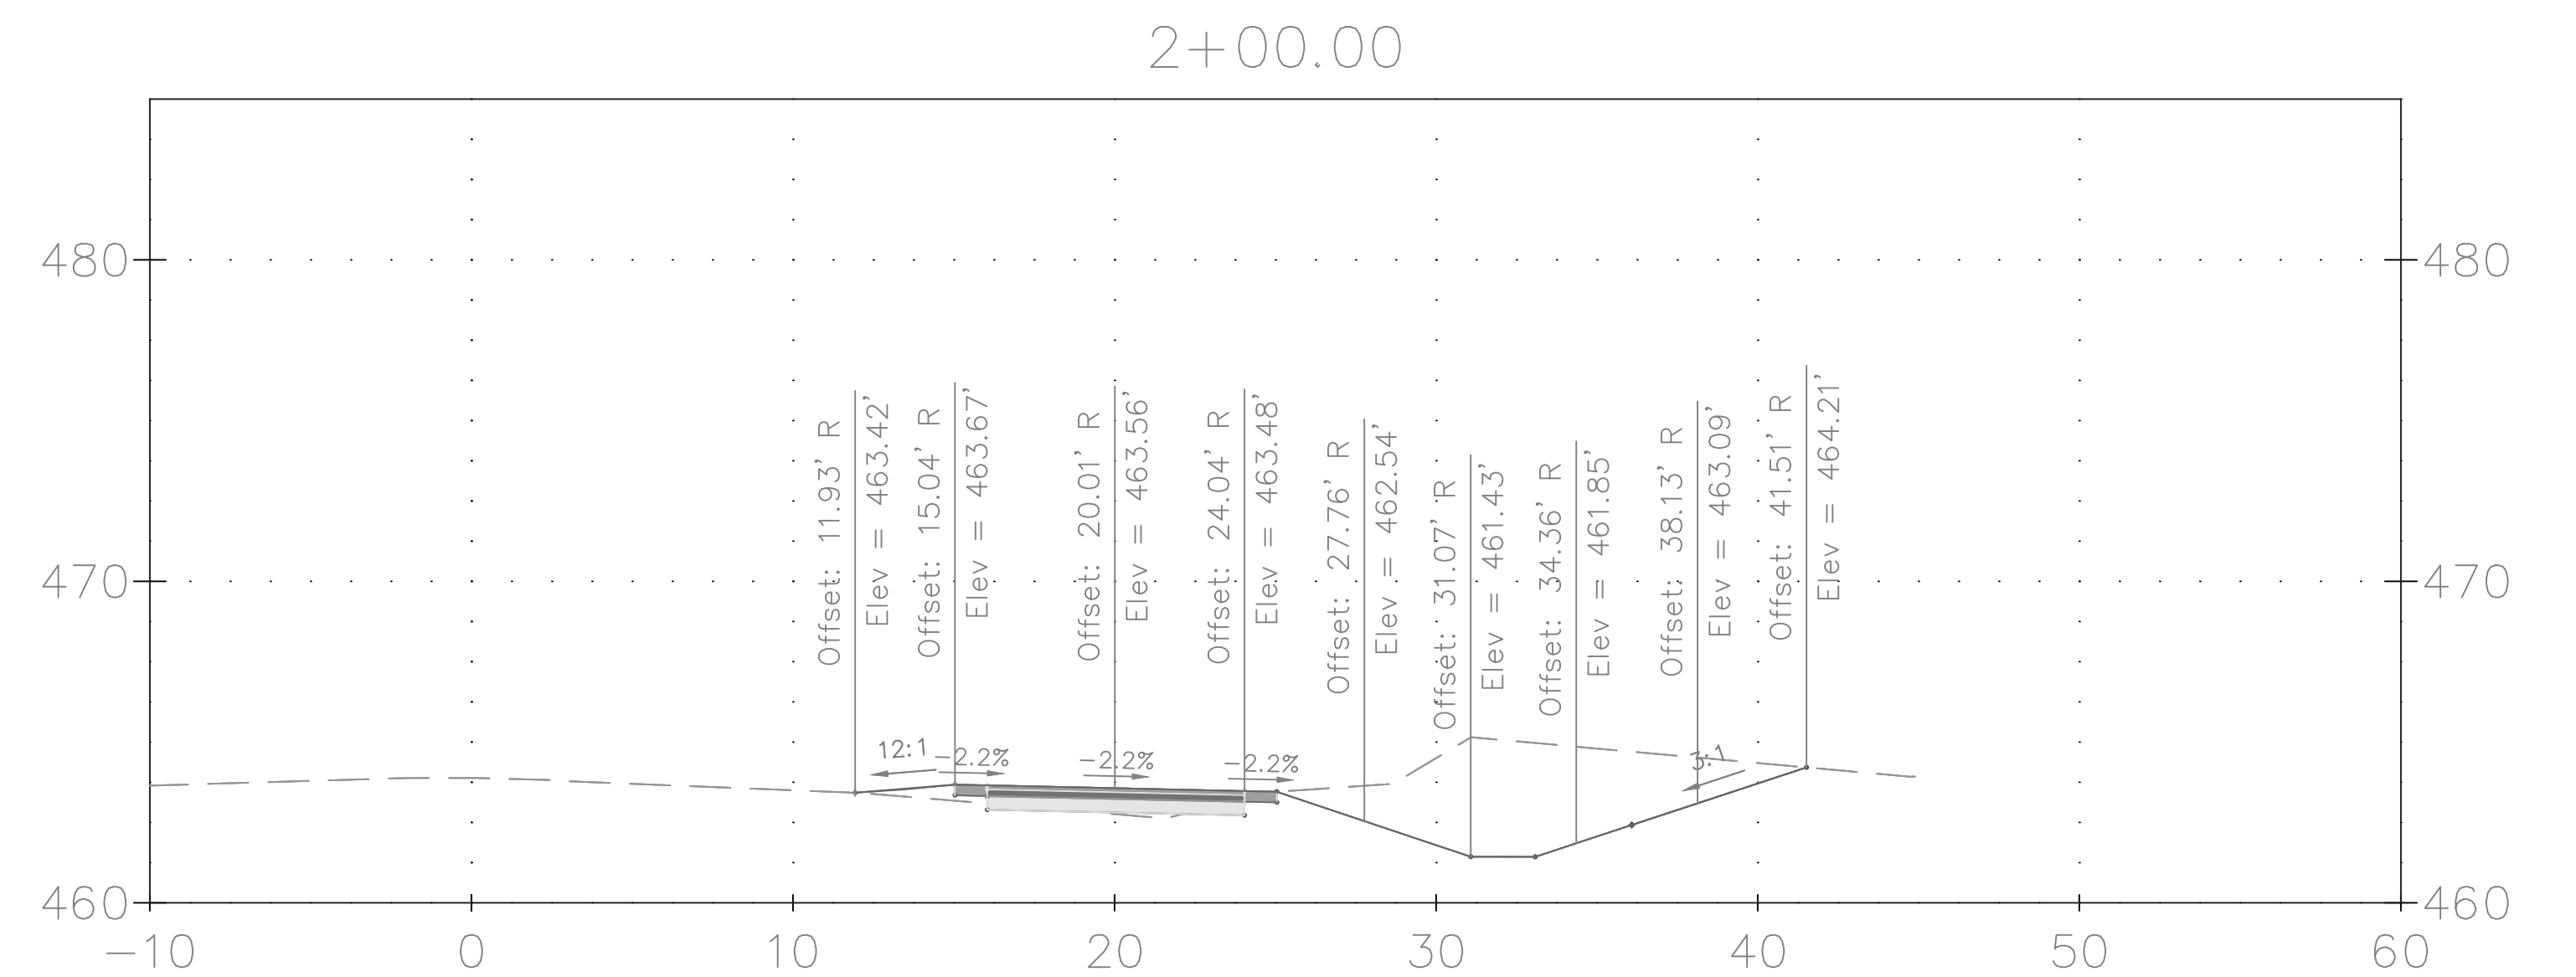 2+00.00
480
480
470
470
460
460
Offset: 11.93' R
Elev = 463.42'
Offset: 15.04' R
Elev = 463.67'
Offset: 20.01' R
Elev = 463.56'
Offset: 24.04' R
Elev = 463.48'
Offset: 27.76' R
Elev = 462.54'
Offset: 31.07' R
Elev = 461.43'
Offset: 34.36' R
Elev = 461.85'
Offset: 38.13' R
Elev = 463.09'
Offset: 41.51' R
Elev = 464.21'
12:1
-2.2%
-2.2%
-2.2%
3:1
-10
0
10
20
30
40
50
60